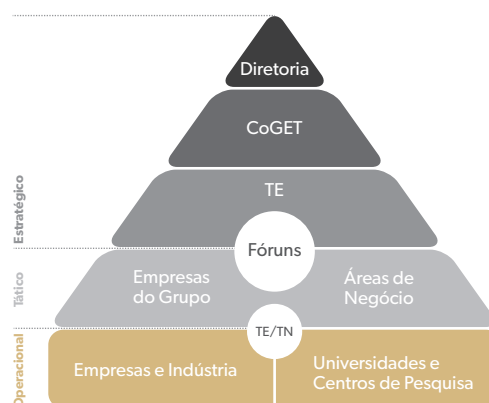 Diretoria
CoGET
TE
Estratégico
Fóruns
Empresas
do Grupo
Áreas de
Negócio
Tático
TE/TN
Empresas e Indústria
Universidades e
Centros de Pesquisa
Operacional